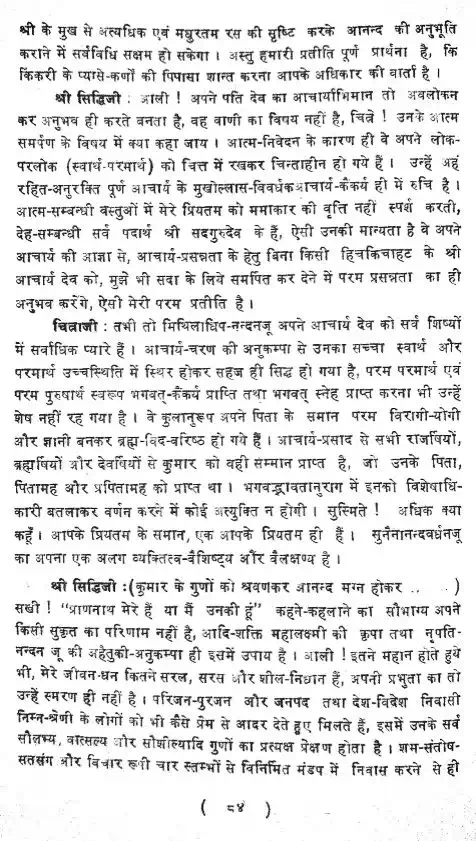 श्री के मुख से अत्यधिक एवं मधुरतम रस की सृष्टि करके आनन्द की अनुभूति
कराने में सर्वविधि सक्षम हो सकेगा । अस्तु हमारी प्रतीति पूर्ण प्रार्थना है, कि
किंकरी के प्यासे-कर्णों की पिपासा शान्त करना आपके अधिकार की वार्ता है ।
श्री सिद्धिजी : आली ! अपने पति देव का आचार्याभिमान तो अवलोकन
कर अनुभव ही करते बनता है, वह वाणी का विषय नहीं है, चित्रे ! उनके आत्म
समर्पण के विषय में क्या कहा जाय । आत्म-निवेदन के कारण ही वे अपने लोक-
परलोक (स्वार्थ-परमार्थ) को चित्त में रखकर चिन्ताहीन हो गये हैं । उन्हें अहं
रहित-अनुरक्ति पूर्ण आचार्य के मुखोल्लास-विवर्धकआचार्य-कैंकर्य ही में रुचि है ।
आत्म-सम्बन्धी वस्तुओं में मेरे प्रियतम को ममाकार की वृत्ति नहीं स्पर्श करती,
देह-सम्बन्धी सर्व पदार्थ श्री सदगुरुदेव के हैं, ऐसी उनकी मान्यता है वे अपने
आचार्य की आज्ञा से, आचार्य-प्रसन्नता के हेतु बिना किसी हिचकिचाहट के श्री
आचार्य देव को, मुझे भी सदा के लिये समर्पित कर देने में परम प्रसन्नता का ही
अनुभव करेंगे, ऐसी मेरी परम प्रतीति है ।
चित्राजी : तभी तो मिथिलाधिप-नन्दनजू अपने आचार्य देव को सर्व शिष्यों
में सर्वाधिक प्यारे हैं । आचार्य-चरण की अनुकम्पा से उनका सच्चा स्वार्थ और
परमार्थ उच्चस्थिति में स्थिर होकर सहज ही सिद्ध हो गया है, परम परमार्थ एवं
परम पुरुषार्थ स्वरूप भगवत्-कैंकर्य प्राप्ति तथा भगवत् स्नेह प्राप्त करना भी उन्हें
शेष नहीं रह गया है । वे कुलानुरूप अपने पिता के समान परम विरागी-योगी
और ज्ञानी बनकर ब्रह्म-विद-वरिष्ठ हो गये हैं । आचार्य-प्रसाद से सभी राजर्षियों,
ब्रह्मर्षियों और देवर्षियों से कुमार को वही सम्मान प्राप्त है, जो उनके पिता,
पितामह और प्रपितामह को प्राप्त था । भगवद्भावतानुराग में इनको विशेषाधि-
कारी बतलाकर वर्णन करने में कोई अत्युक्ति न होगी । सुस्मिते ! अधिक क्या
कहूँ । आपके प्रियतम के समान, एक आपके प्रियतम ही हैं । सुनैनानन्दवर्धनजू
का अपना एक अलग व्यक्तित्व-वैशिष्ट्य और वैलक्षण्य है ।
श्री सिद्धिजी :(कुमार के गुणों को श्रवणकर आनन्द मग्न होकर .. )
सखी ! "प्राणनाथ मेरे हैं या मैं उनकी हूं" कहने-कहलाने का सौभाग्य अपने
किसी सुकृत का परिणाम नहीं है, आदि-शक्ति महालक्ष्मी की कृपा तथा नृपति-
नन्दन जू की अहैतुकी-अनुकम्पा ही इसमें उपाय है । आली ! इतने महान होते हुये
भी, मेरे जीवन-धन कितने सरल, सरस और शील-निधान हैं, अपनी प्रभुता का तो
उन्हें स्मरण ही नहीं है । परिजन-पुरजन और जनपद तथा देश-विदेश निवासी
निम्न-श्रेणी के लोगों को भी कैसे प्रेम से आदर देते हुए मिलते हैं, इसमें उनके सर्व
सौलभ्य, वात्सल्य और सौशील्यादि गुणों का प्रत्यक्ष प्रेक्षण होता है । शम-संतोष-
सतसंग और विचार रूपी चार स्तम्भों से विनिर्मित मंडप में निवास करने से ही
( ८४ )